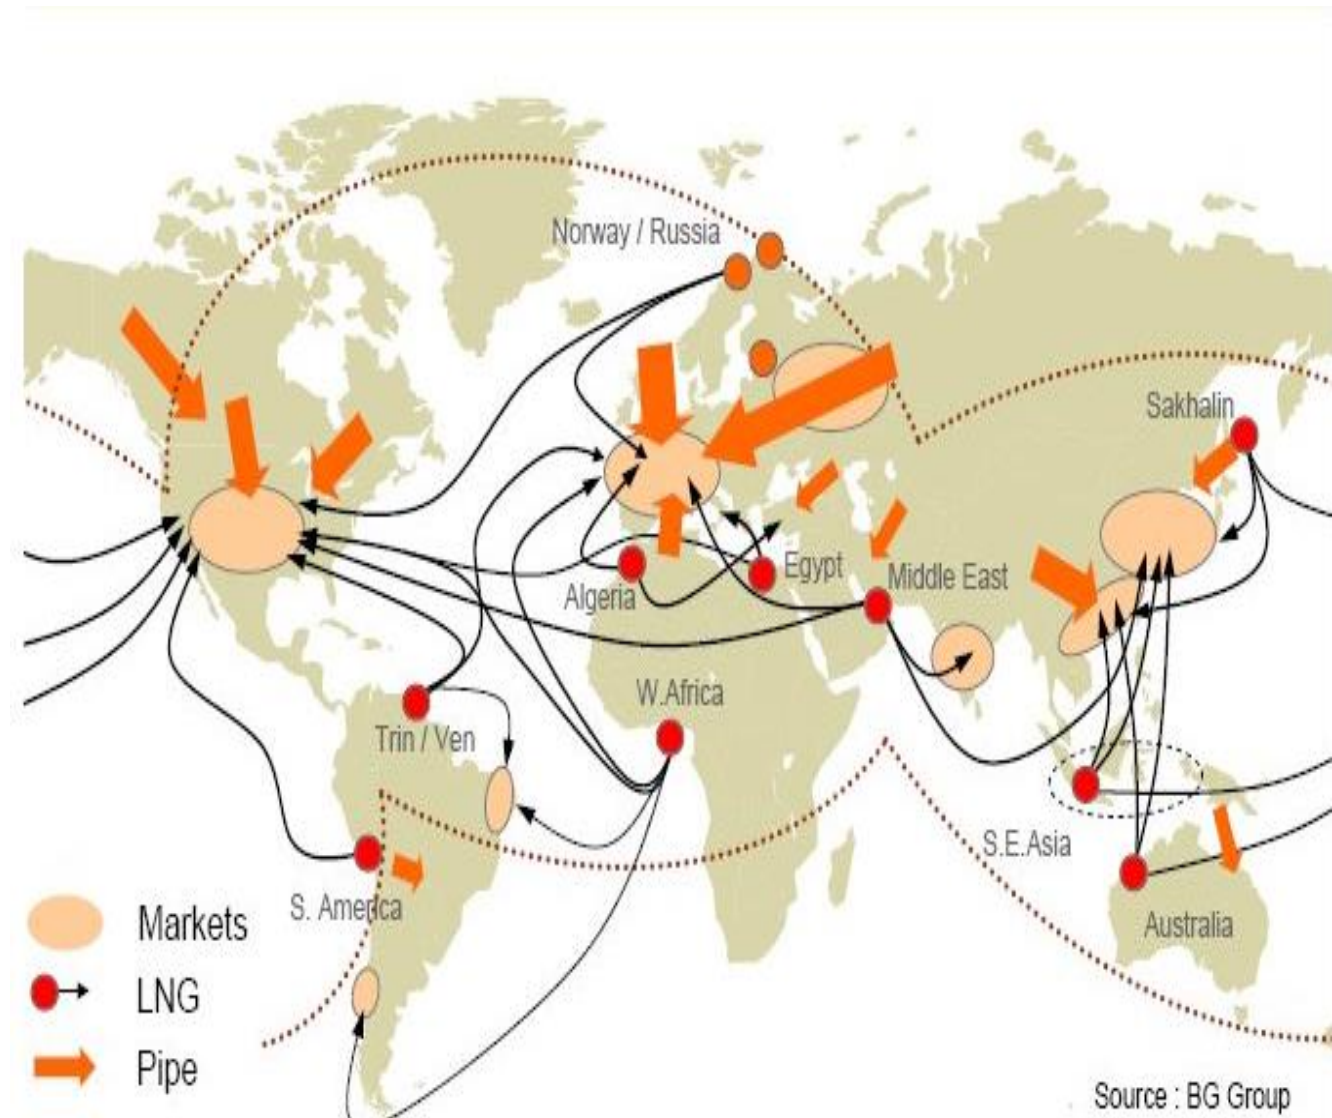 Norway / Russia
Sakhalin
Algeria
Egypt
Middle East
W.Africa
Trin / Ven
S.E.Asia
S. America
Australia
Markets
LNG
Pipe
Source : BG Group